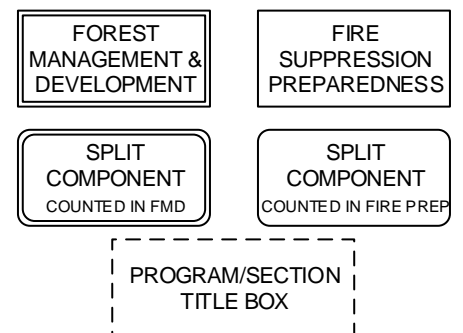 FOREST
MANAGEMENT &
DEVELOPMENT
FIRE
SUPPRESSION
PREPAREDNESS
SPLIT
COMPONENT
COUNTED IN FMD
SPLIT
COMPONENT
COUNTED IN FIRE PREP
PROGRAM/SECTION
TITLE BOX